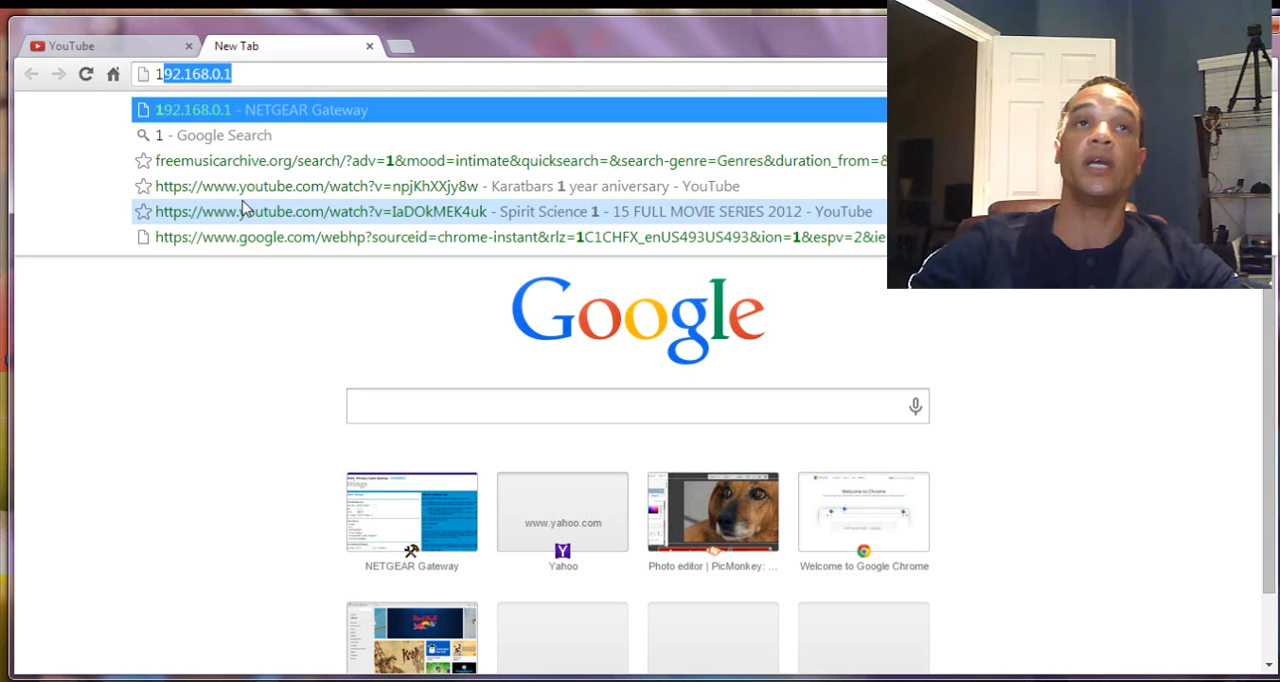 YouTube
New Tab
192.168.0.1
192.168.0.1 - NETGEAR Gateway
1 - Google Search
freemusicarchive.org/search/?adv=1&mood=intimate&quicksearch=&search-genre=Genres&duration_from=&
https://www.youtube.com/watch?v=npjKhXXjy8w - Karatbars 1 year aniversary - YouTube
https://www.youtube.com/watch?v=IaDOkMEK4uk - Spirit Science 1 - 15 FULL MOVIE SERIES 2012 - YouTube
https://www.google.com/webhp?sourceid=chrome-instant&rlz=1C1CHFX_enUS493US493&ion=1&espv=2&ie
Google
www.yahoo.com
Welcome to Chrome
NETGEAR Gateway
Yahoo
Photo editor | PicMonkey: ...
Welcome to Google Chrome